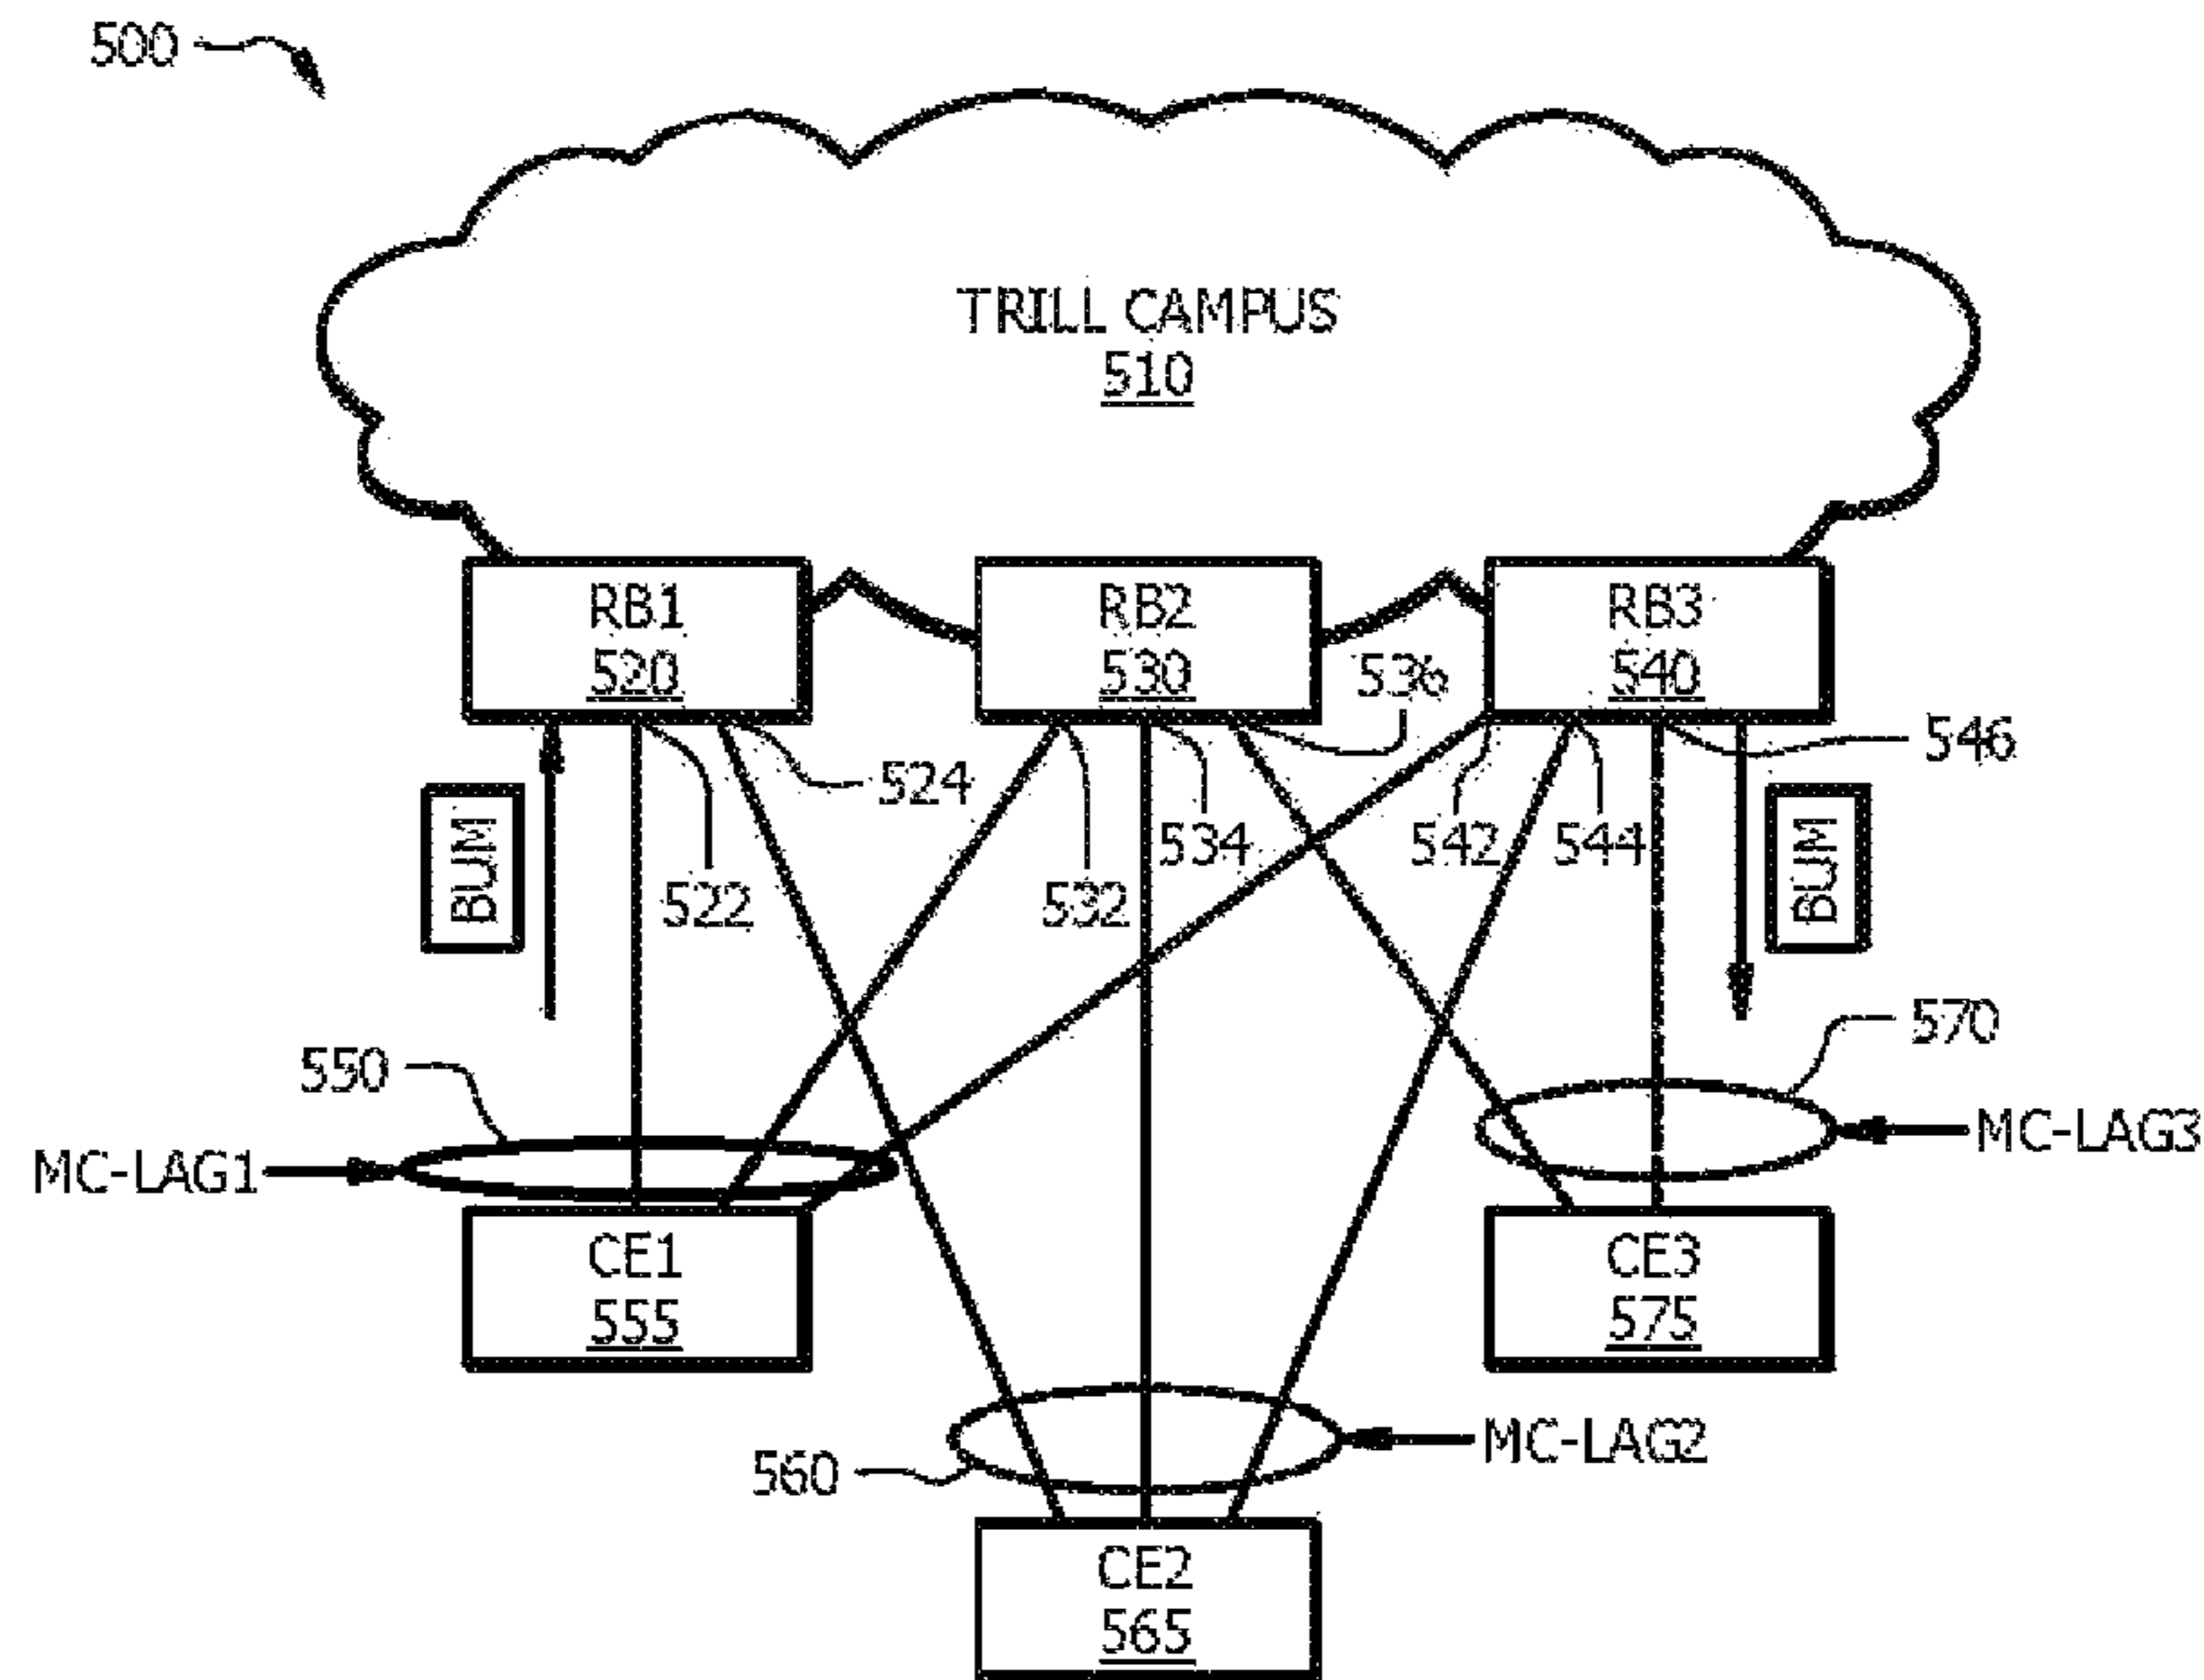 500
TRILL CAMPUS
510
RB1
520
RB2
530
RB3
540
536
546
524
BUM
522
532
534
542
544
BUM
570
550
MC-LAG1
MC-LAG3
CE1
555
CE3
575
560
MC-LAG2
CE2
565